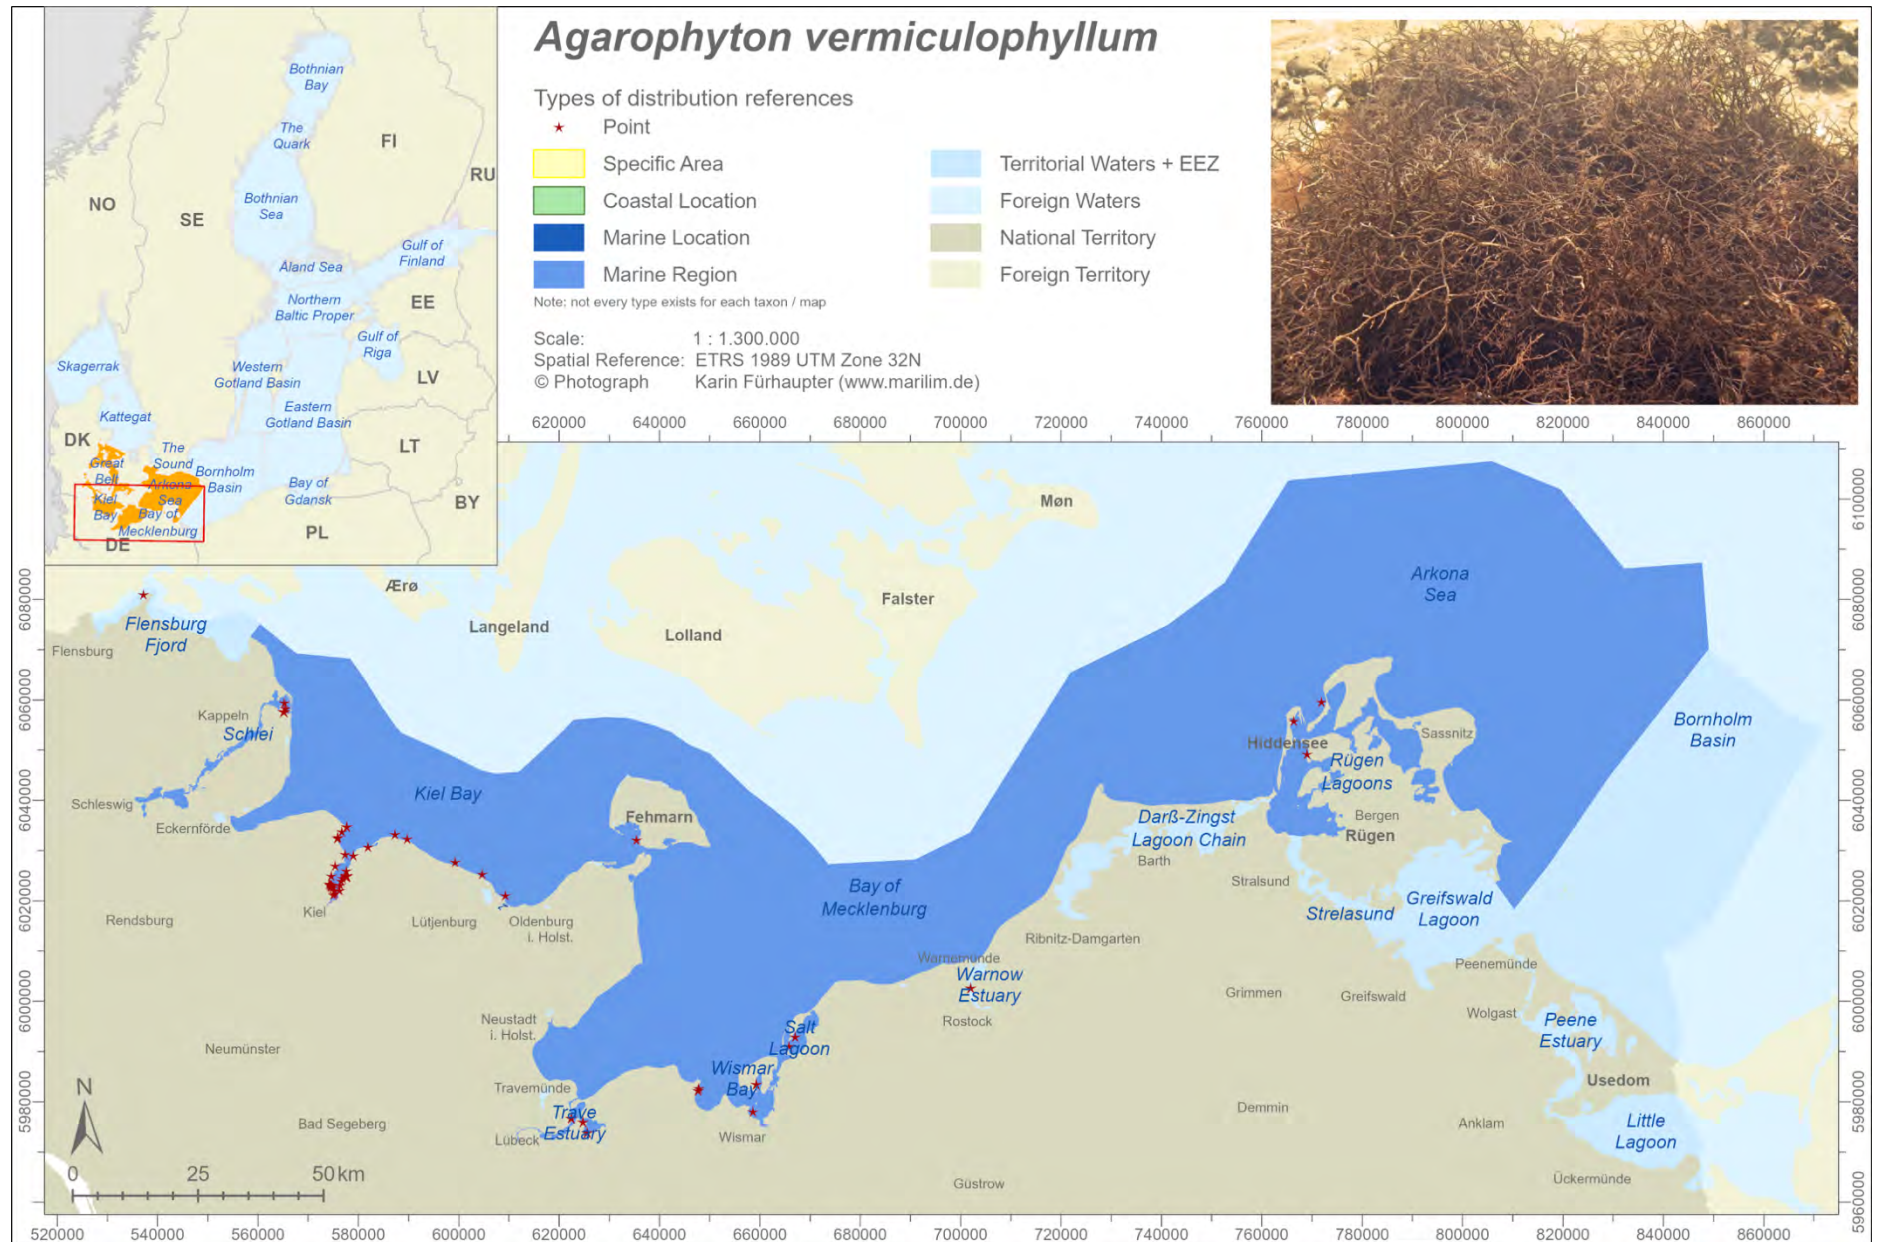 Agarophyton vermiculophyllum
Types of distribution references
Point
Specific Area
Coastal Location
Marine Location
Marine Region
Note: not every type exists for each taxon / map
Territorial Waters + EEZ
Foreign Waters
National Territory
Foreign Territory
Scale: 1 : 1.300.000
Spatial Reference: ETRS 1989 UTM Zone 32N
© Photograph Karin Fürhaupter (www.marilim.de)
Bothnian
Bay
The
Quark
FI
RU
NO
SE
Bothnian
Sea
Gulf of
Finland
Åland Sea
Northern
Baltic Proper
EE
Gulf of
Riga
Skagerrak
Western
Gotland Basin
LV
Kattegat
Eastern
Gotland Basin
DK
The
Sound
LT
Great
Belt
Arkona
Sea
Bornholm
Basin
Bay of
Gdansk
Kiel
Bay
Bay of
Mecklenburg
BY
PL
DE
620000 640000 660000 680000 700000 720000 740000 760000 780000 800000 820000 840000 860000
6100000
6080000
6060000
6040000
6020000
6000000
5980000
5960000
6080000
6060000
6040000
Møn
Ærø
Arkona
Sea
Falster
Langeland
Lolland
Flensburg
Fjord
Flensburg
Kappeln
Schlei
Schleswig
Eckernförde
Kiel Bay
Fehmarn
Hiddensee
Sassnitz
Rügen
Lagoons
Bergen
Rügen
Bornholm
Basin
Darß-Zingst
Lagoon Chain
Barth
Stralsund
Strelasund
Greifswald
Lagoon
Bay of
Mecklenburg
Kiel
Rendsburg
Lütjenburg
Oldenburg
i. Holst.
Ribnitz-Damgarten
Warnemünde
Warnow
Estuary
Rostock
Grimmen
Greifswald
Peenemünde
Wolgast
Peene
Estuary
Usedom
Neustadt
i. Holst.
Neumünster
Salt
Lagoon
Wismar
Bay
Travemünde
Trave
Estuary
Lübeck
Bad Segeberg
Wismar
Demmin
Anklam
Little
Lagoon
Ückermünde
Güstrow
N
0 25 50 km
520000 540000 560000 580000 600000 620000 640000 660000 680000 700000 720000 740000 760000 780000 800000 820000 840000 860000